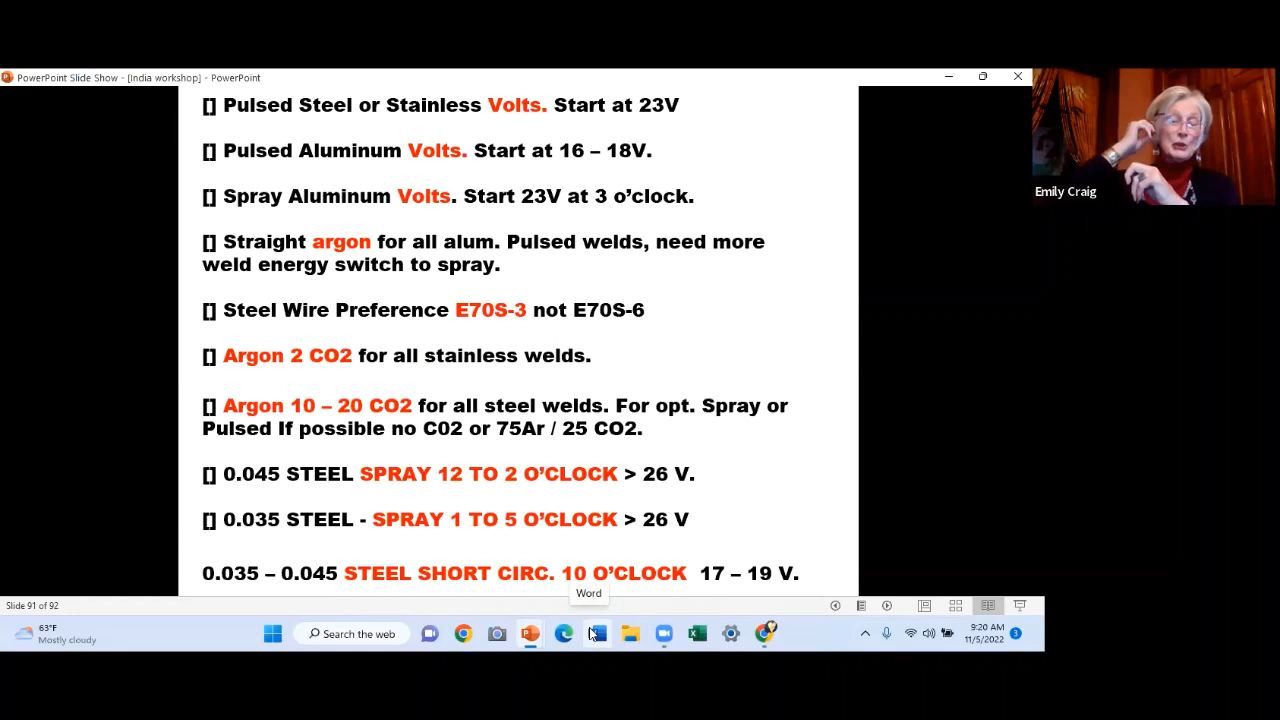 PowerPoint Slide Show - [India workshop] - PowerPoint
[] Pulsed Steel or Stainless Volts. Start at 23V
[] Pulsed Aluminum Volts. Start at 16 – 18V.
[] Spray Aluminum Volts. Start 23V at 3 o’clock.
[] Straight argon for all alum. Pulsed welds, need more
weld energy switch to spray.
[] Steel Wire Preference E70S-3 not E70S-6
[] Argon 2 CO2 for all stainless welds.
[] Argon 10 – 20 CO2 for all steel welds. For opt. Spray or
Pulsed If possible no C02 or 75Ar / 25 CO2.
[] 0.045 STEEL SPRAY 12 TO 2 O’CLOCK > 26 V.
[] 0.035 STEEL - SPRAY 1 TO 5 O’CLOCK > 26 V
0.035 – 0.045 STEEL SHORT CIRC. 10 O’CLOCK 17 – 19 V.
Word
Slide 91 of 92
Emily Craig
63°F
Mostly cloudy
Search the web
9:20 AM
11/5/2022
3